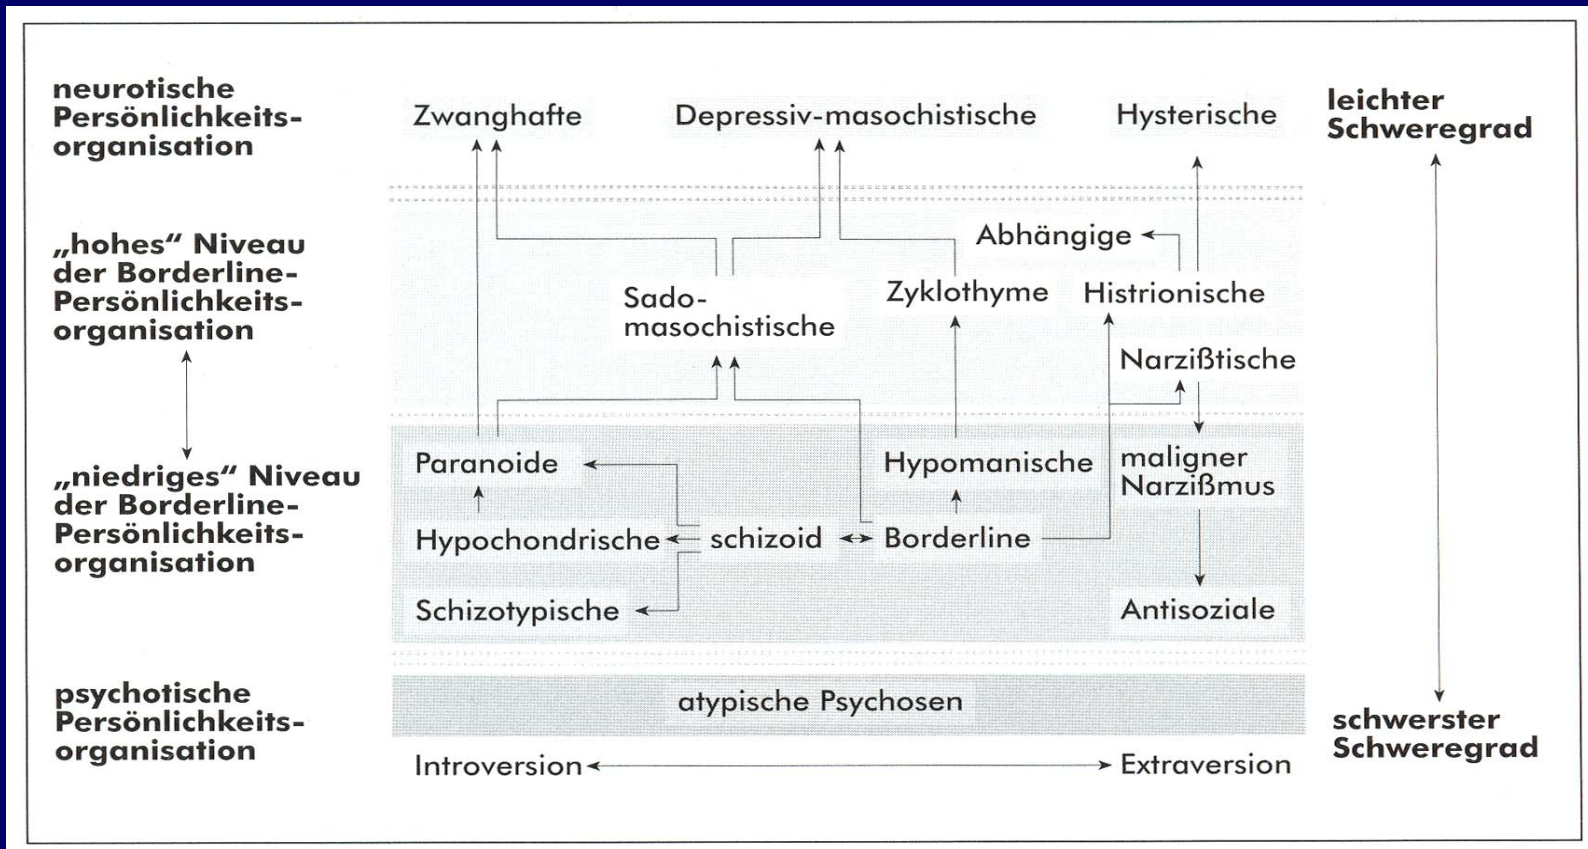 neurotische
Persönlichkeits-
organisation
Zwanghafte
Depressiv-masochistische
Hysterische
leichter
Schweregrad
„hohes“ Niveau
der Borderline-
Persönlichkeits-
organisation
Abhängige
Sado-
masochistische
Zyklothyme
Histrionische
Narzißtische
„niedriges“ Niveau
der Borderline-
Persönlichkeits-
organisation
Paranoide
Hypomanische
maligner
Narzißmus
Hypochondrische
schizoid
Borderline
Schizotypische
Antisoziale
psychotische
Persönlichkeits-
organisation
atypische Psychosen
schwerster
Schweregrad
Introversion
Extraversion